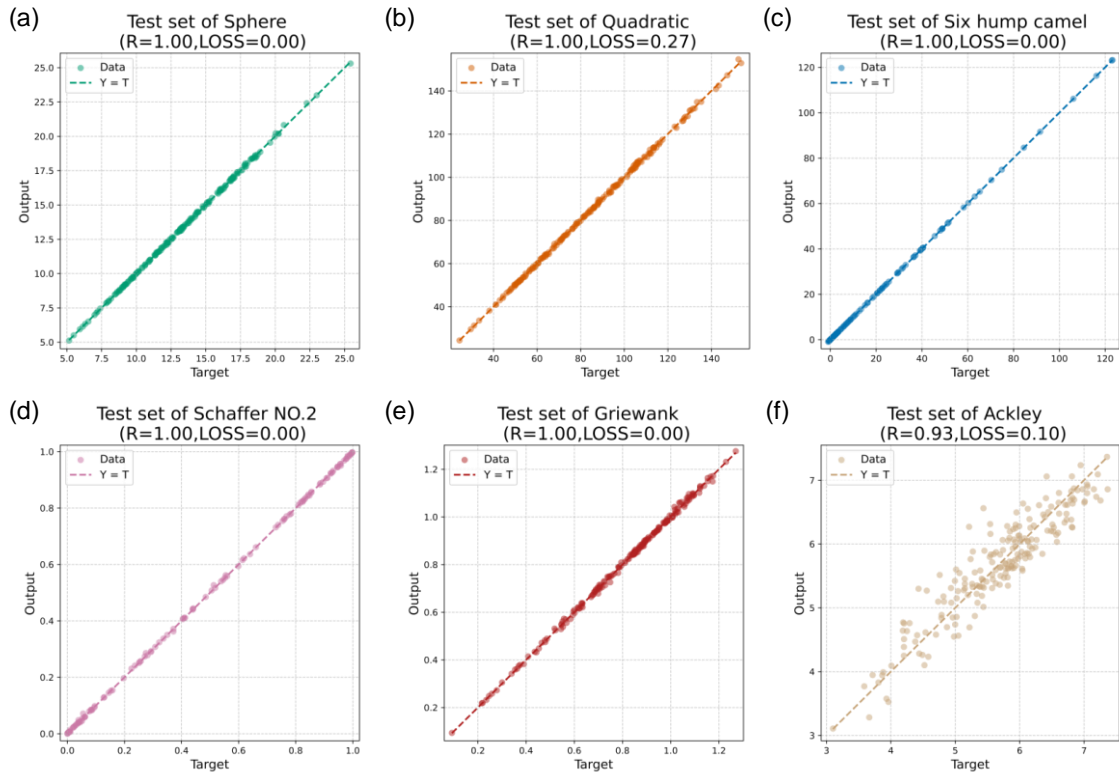 (a)
Test set of Sphere
(R=1.00,LOSS=0.00)
Data
Y = T
25.0
22.5
20.0
17.5
15.0
12.5
10.0
7.5
5.0
Output
5.0 7.5 10.0 12.5 15.0 17.5 20.0 22.5 25.0
Target
(b)
Test set of Quadratic
(R=1.00,LOSS=0.27)
Data
Y = T
140
120
100
80
60
40
Output
40 60 80 100 120 140
Target
(c)
Test set of Six hump camel
(R=1.00,LOSS=0.00)
Data
Y = T
120
100
80
60
40
20
0
Output
0 20 40 60 80 100 120
Target
(d)
Test set of Schaffer NO.2
(R=1.00,LOSS=0.00)
Data
Y = T
1.0
0.8
0.6
0.4
0.2
0.0
Output
0.0 0.2 0.4 0.6 0.8 1.0
Target
(e)
Test set of Griewank
(R=1.00,LOSS=0.00)
Data
Y = T
1.2
1.0
0.8
0.6
0.4
0.2
Output
0.2 0.4 0.6 0.8 1.0 1.2
Target
(f)
Test set of Ackley
(R=0.93,LOSS=0.10)
Data
Y = T
7
6
5
4
3
Output
3 4 5 6 7
Target